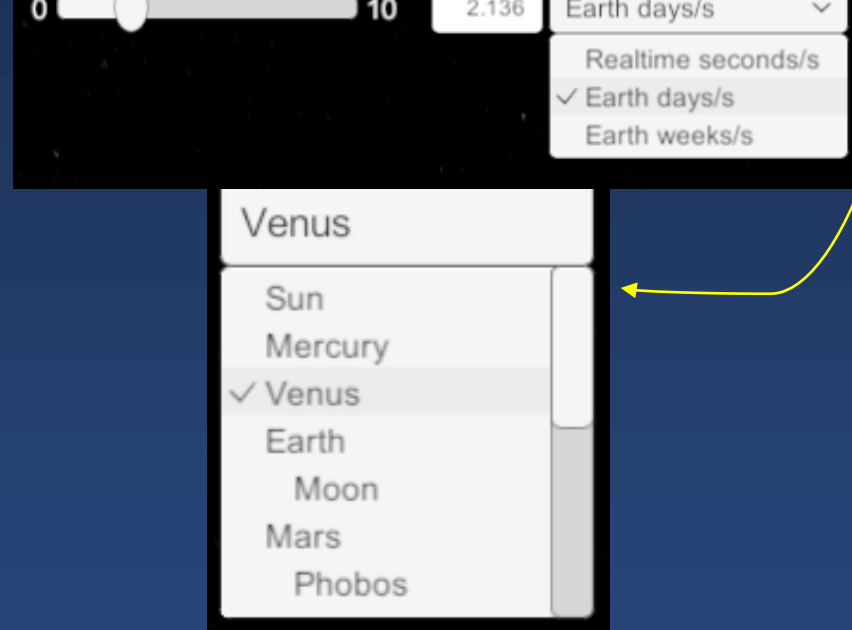 0 10 2.136 Earth days/s
Realtime seconds/s
Earth days/s
Earth weeks/s
Venus
Sun
Mercury
Venus
Earth
Moon
Mars
Phobos